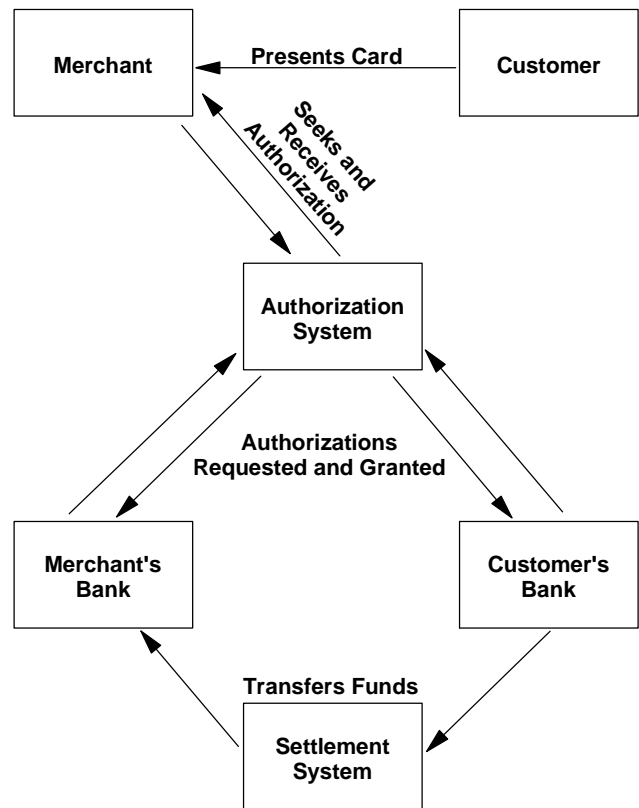 Merchant
Presents Card
Customer
Seeks and
Receives
Authorization
Authorization
System
Authorizations
Requested and Granted
Merchant's
Bank
Customer's
Bank
Transfers Funds
Settlement
System